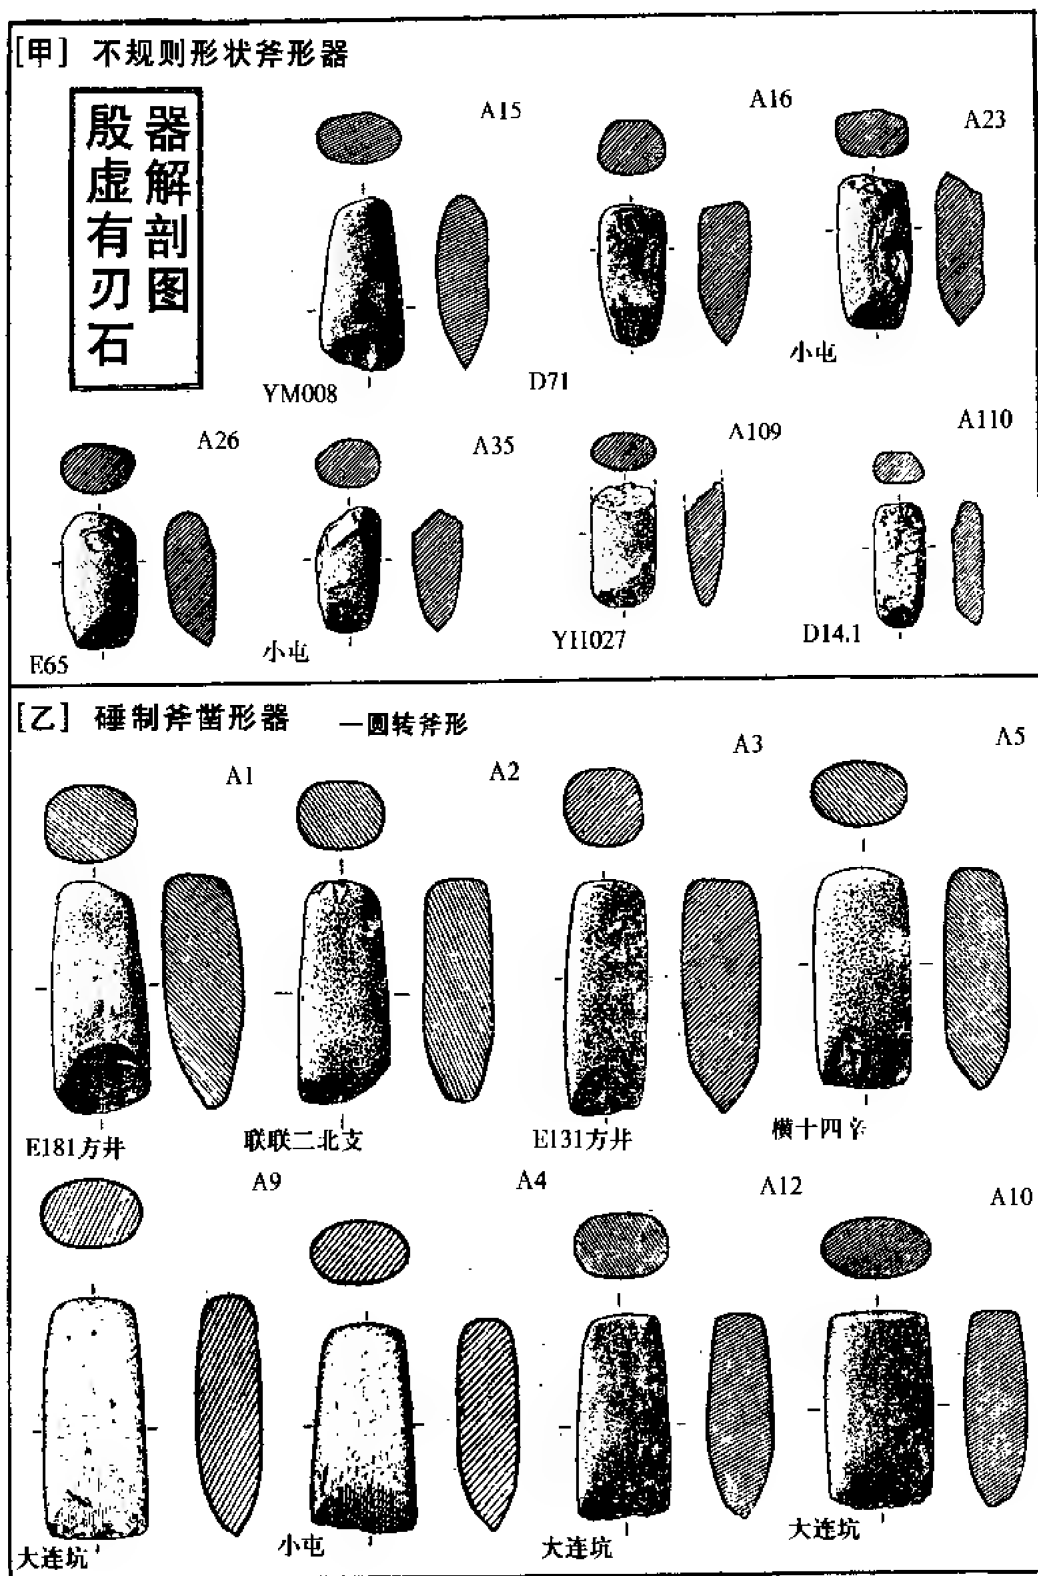 [甲] 不规则形状斧形器
殷虚有刃石
器解剖图
A15
A16
A23
YM008
D71
小屯
A26
A35
A109
A110
E65
小屯
YH027
D14.1
[乙] 硾制斧凿形器 —圆转斧形
A1
A2
A3
A5
E181方井
联联二北支
E131方井
横十四
A9
A4
A12
A10
大连坑
小屯
大连坑
大连坑